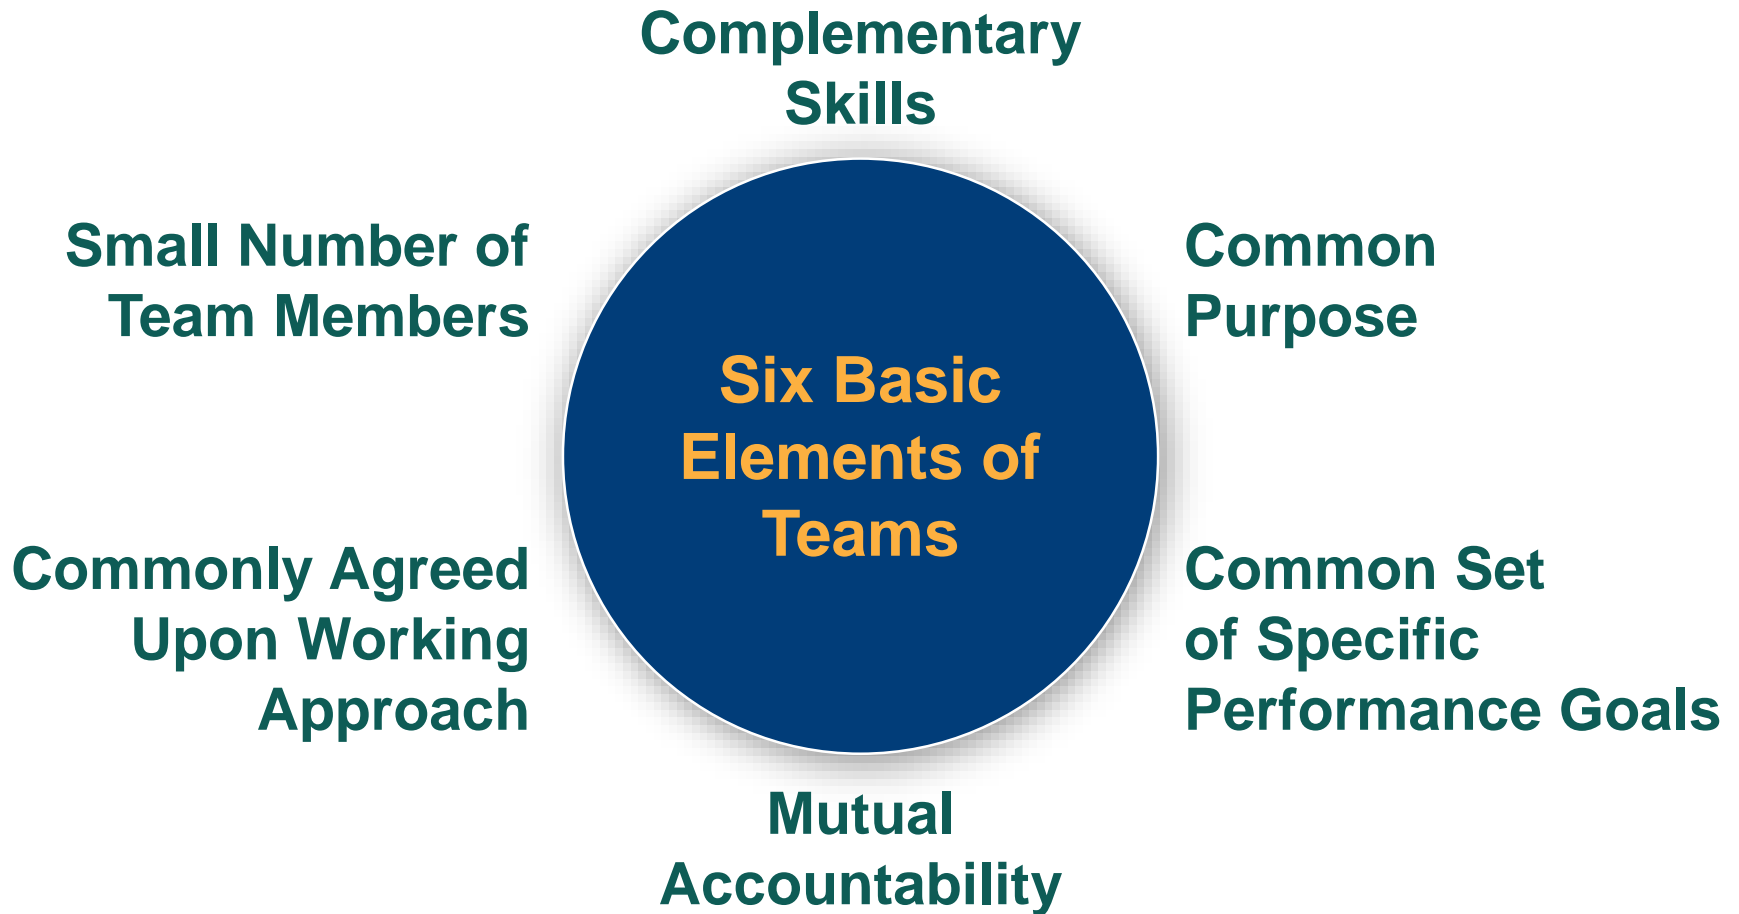 Complementary
Skills
Small Number of
Team Members
Common
Purpose
Six Basic
Elements of
Teams
Commonly Agreed
Upon Working
Approach
Common Set
of Specific
Performance Goals
Mutual
Accountability